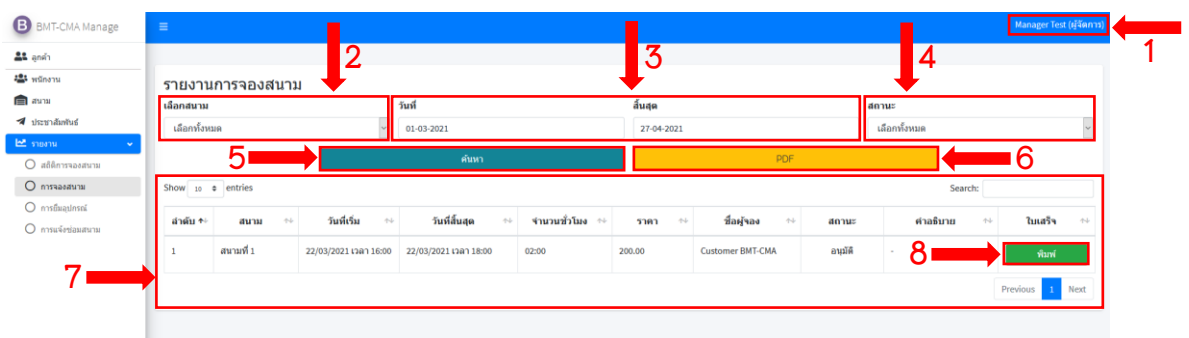 B BMT-CMA Manage
Manager Test (ผู้จัดการ)
1
ลูกค้า
พนักงาน
สนาม
ประชาสัมพันธ์
รายงาน
สถิติการจองสนาม
การจองสนาม
การยืมอุปกรณ์
การแจ้งซ่อมสนาม
2
3
4
รายงานการจองสนาม
เลือกสนาม วันที่ สิ้นสุด สถานะ
เลือกทั้งหมด 01-03-2021 27-04-2021 เลือกทั้งหมด
5 ค้นหา PDF 6
Show 10 entries Search:
ลำดับ สนาม วันที่เริ่ม วันที่สิ้นสุด จำนวนชั่วโมง ราคา ชื่อผู้จอง สถานะ คำอธิบาย ใบเสร็จ
1 สนามที่ 1 22/03/2021 เวลา 16:00 22/03/2021 เวลา 18:00 02:00 200.00 Customer BMT-CMA อนุมัติ - 8 พิมพ์
7
Previous 1 Next